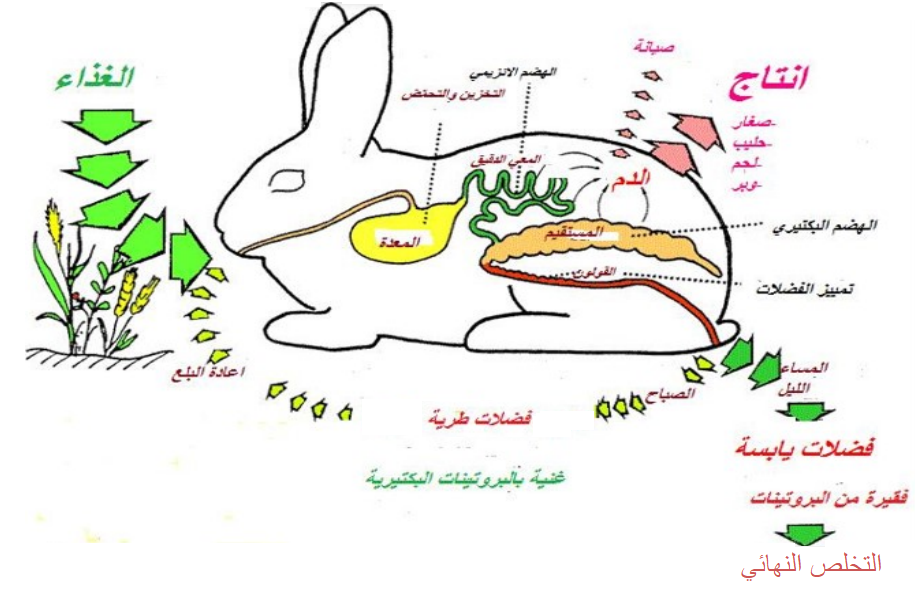 صيانة
الغذاء
انتاج
الهضم الانزيمي
التخزين والتحمض
-صغار
-حليب
-لحم
-وبر
المعي الدقيق
الدم
المعدة
المستقيم
الهضم البكتيري
القولون
تمييز الفضلات
اعادة البلع
المساء
الليل
الصباح
فضلات طرية
فضلات يابسة
غنية بالبروتينات البكتيرية
فقيرة من البروتينات
التخلص النهائي